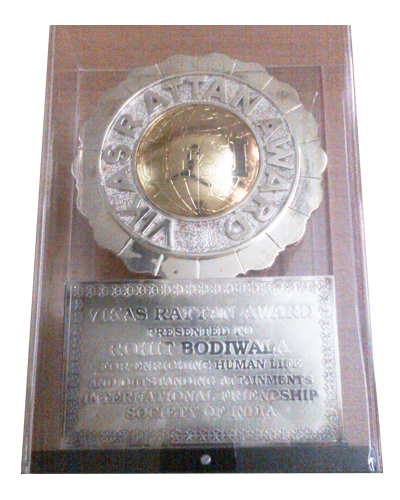 VIKAS RATTAN AWARD
VIKAS RATTAN AWARD
PRESENTED TO
ROHIT BODIWALA
FOR ENRICHING HUMAN LIFE
AND OUTSTANDING ATTAINMENTS
INTERNATIONAL FRIENDSHIP
SOCIETY OF INDIA